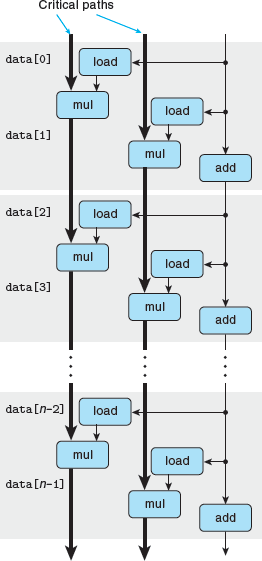 Critical paths
data[0]
load
mul
load
data[1]
mul
add
data[2]
load
mul
load
data[3]
mul
add
data[n-2]
load
mul
load
data[n-1]
mul
add